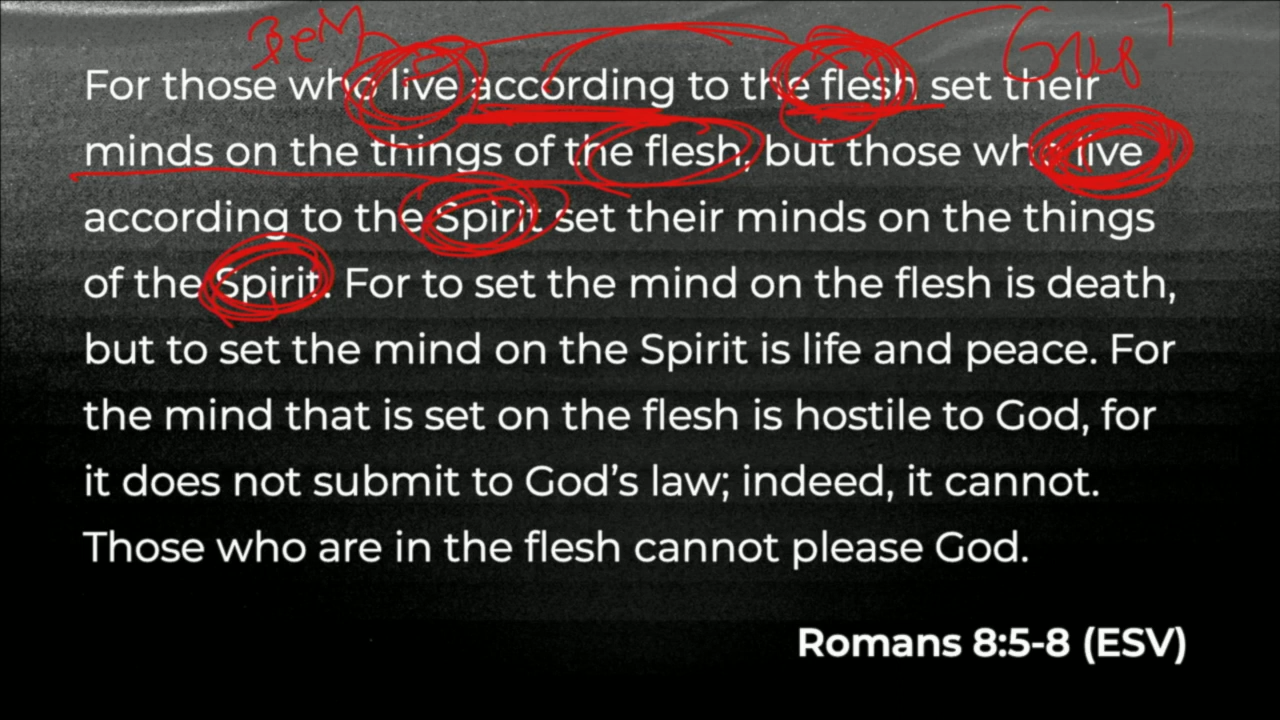 For those who live according to the flesh set their
minds on the things of the flesh, but those who live
according to the Spirit set their minds on the things
of the Spirit. For to set the mind on the flesh is death,
but to set the mind on the Spirit is life and peace. For
the mind that is set on the flesh is hostile to God, for
it does not submit to God’s law; indeed, it cannot.
Those who are in the flesh cannot please God.
Romans 8:5-8 (ESV)